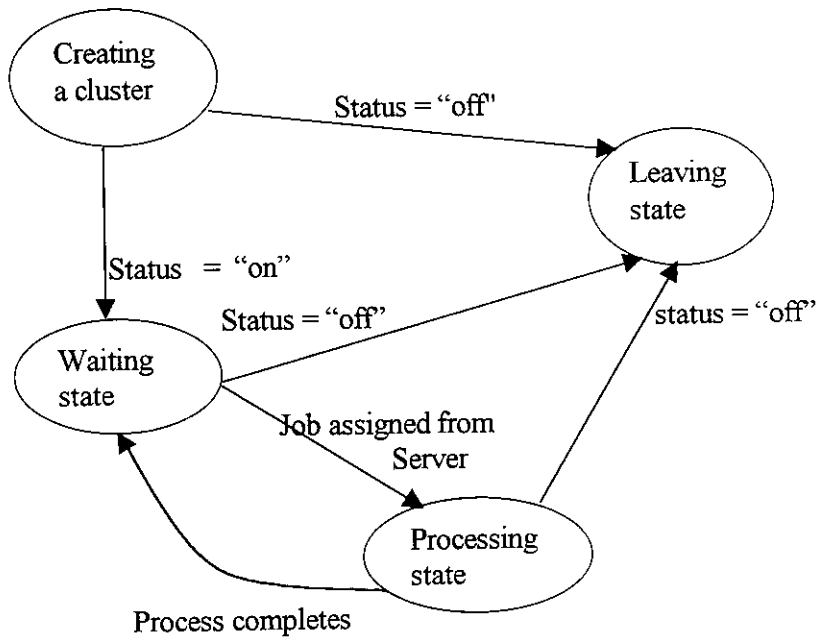 Creating
a cluster
Status = “off"
Leaving
state
Status = “on”
Status = “off”
status = “off”
Waiting
state
Job assigned from
Server
Processing
state
Process completes